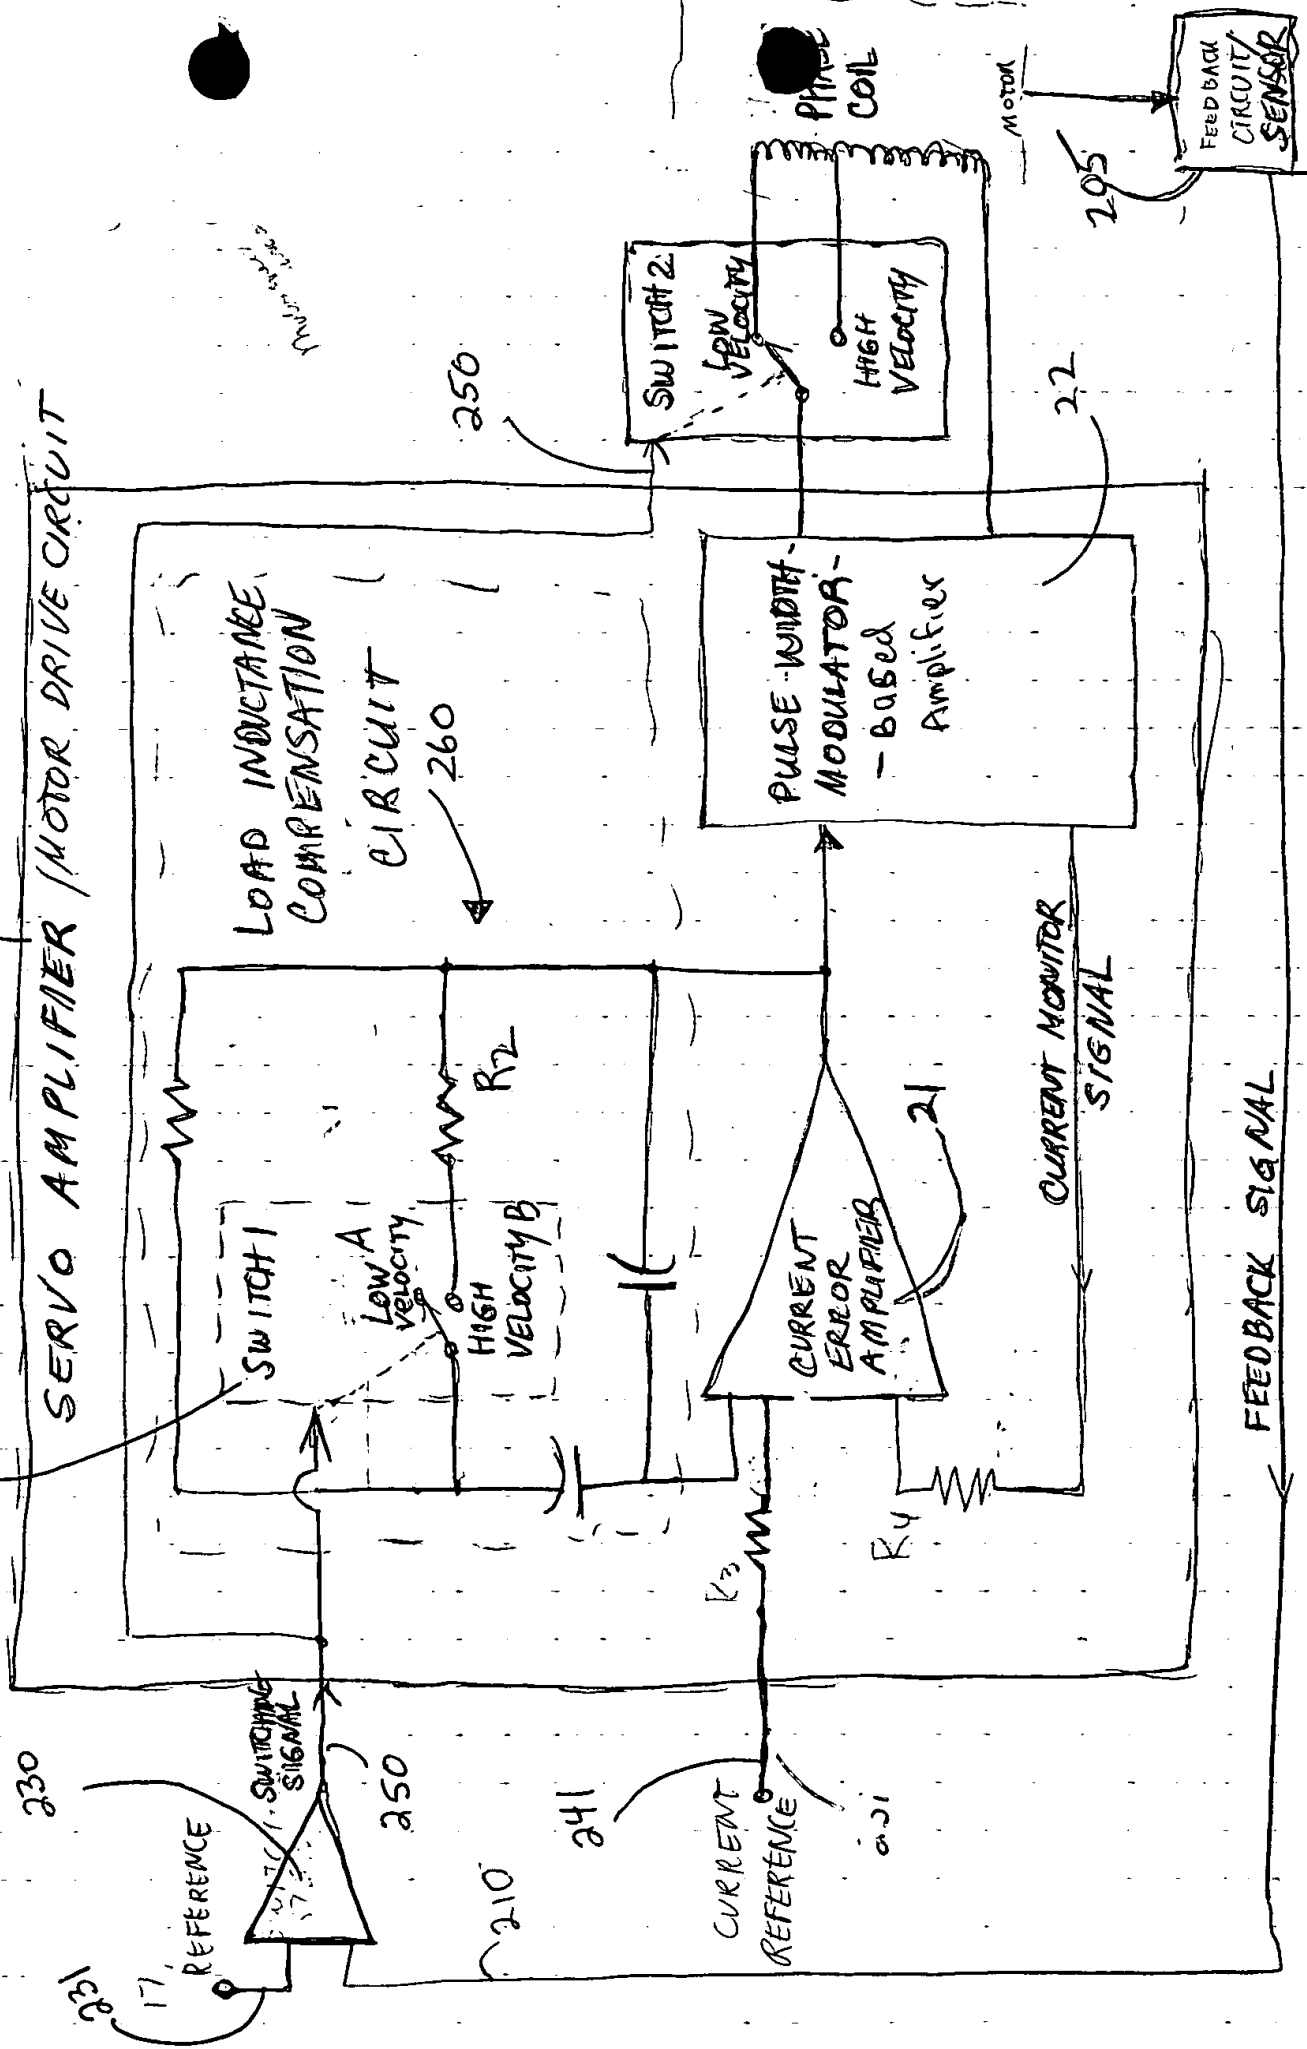 SERVO AMPLIFIER / MOTOR DRIVE CIRCUIT
231
17,
REFERENCE
230
SWITCHING
SIGNAL
250
210
SWITCH 1
LOW A
VELOCITY
HIGH
VELOCITY B
R2
LOAD INDUCTANCE
COMPENSATION
CIRCUIT
260
250
SWITCH 2
LOW
VELOCITY
HIGH
VELOCITY
PHASE
COIL
MOTOR
205
FEEDBACK
CIRCUIT/
SENSOR
241
CURRENT
REFERENCE
R3
R4
CURRENT
ERROR
AMPLIFIER
21
PULSE-WIDTH-
MODULATOR-
- Based
Amplifier
22
CURRENT MONITOR
SIGNAL
FEEDBACK SIGNAL